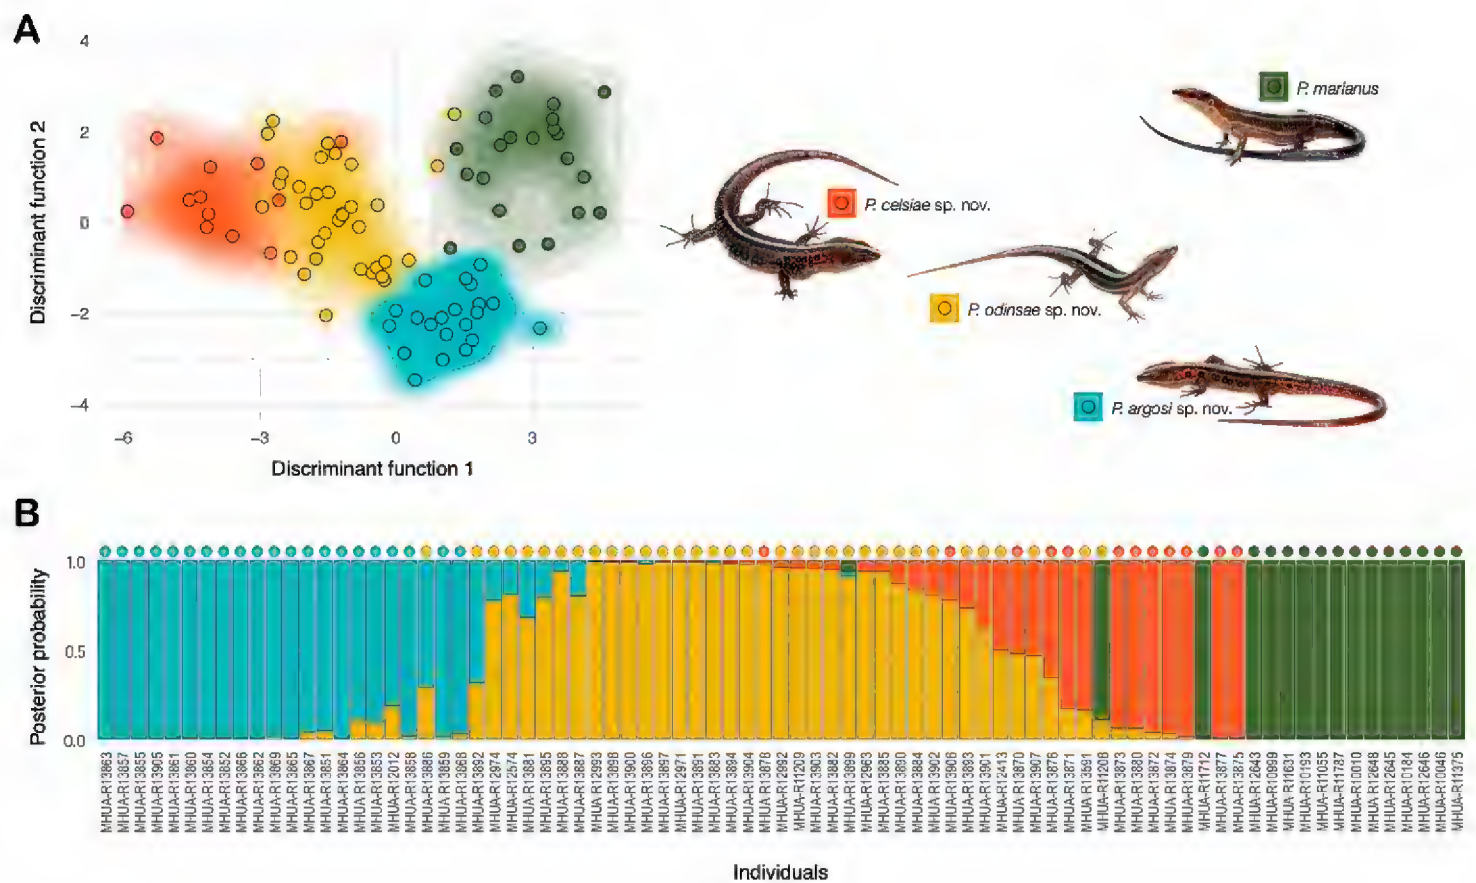 A
4
2
0
−2
−4
Discriminant function 2
−6 −3 0 3
Discriminant function 1
P. marianus
P. celsiae sp. nov.
P. odinsae sp. nov.
P. argosi sp. nov.
B
1.0
0.5
0.0
Posterior probability
MHUA-R13863
MHUA-R13857
MHUA-R13855
MHUA-R13905
MHUA-R13861
MHUA-R13860
MHUA-R13854
MHUA-R13852
MHUA-R13866
MHUA-R13862
MHUA-R13869
MHUA-R13865
MHUA-R13867
MHUA-R13851
MHUA-R13864
MHUA-R13856
MHUA-R13853
MHUA-R12012
MHUA-R13858
MHUA-R13886
MHUA-R13859
MHUA-R13868
MHUA-R13892
MHUA-R12974
MHUA-R12574
MHUA-R13881
MHUA-R13895
MHUA-R13888
MHUA-R13887
MHUA-R12993
MHUA-R13898
MHUA-R13900
MHUA-R13896
MHUA-R13897
MHUA-R12971
MHUA-R13891
MHUA-R13883
MHUA-R13894
MHUA-R13904
MHUA-R13878
MHUA-R12992
MHUA-R11209
MHUA-R13903
MHUA-R13882
MHUA-R13899
MHUA-R12963
MHUA-R13885
MHUA-R13890
MHUA-R13884
MHUA-R13902
MHUA-R13906
MHUA-R13893
MHUA-R13901
MHUA-R12413
MHUA-R13870
MHUA-R13907
MHUA-R13876
MHUA-R13871
MHUA-R13591
MHUA-R11208
MHUA-R13873
MHUA-R13880
MHUA-R13872
MHUA-R13874
MHUA-R13879
MHUA-R11712
MHUA-R13877
MHUA-R13875
MHUA-R12643
MHUA-R10999
MHUA-R11631
MHUA-R10193
MHUA-R11055
MHUA-R11787
MHUA-R10010
MHUA-R12648
MHUA-R12645
MHUA-R10184
MHUA-R12646
MHUA-R10048
MHUA-R11375
Individuals